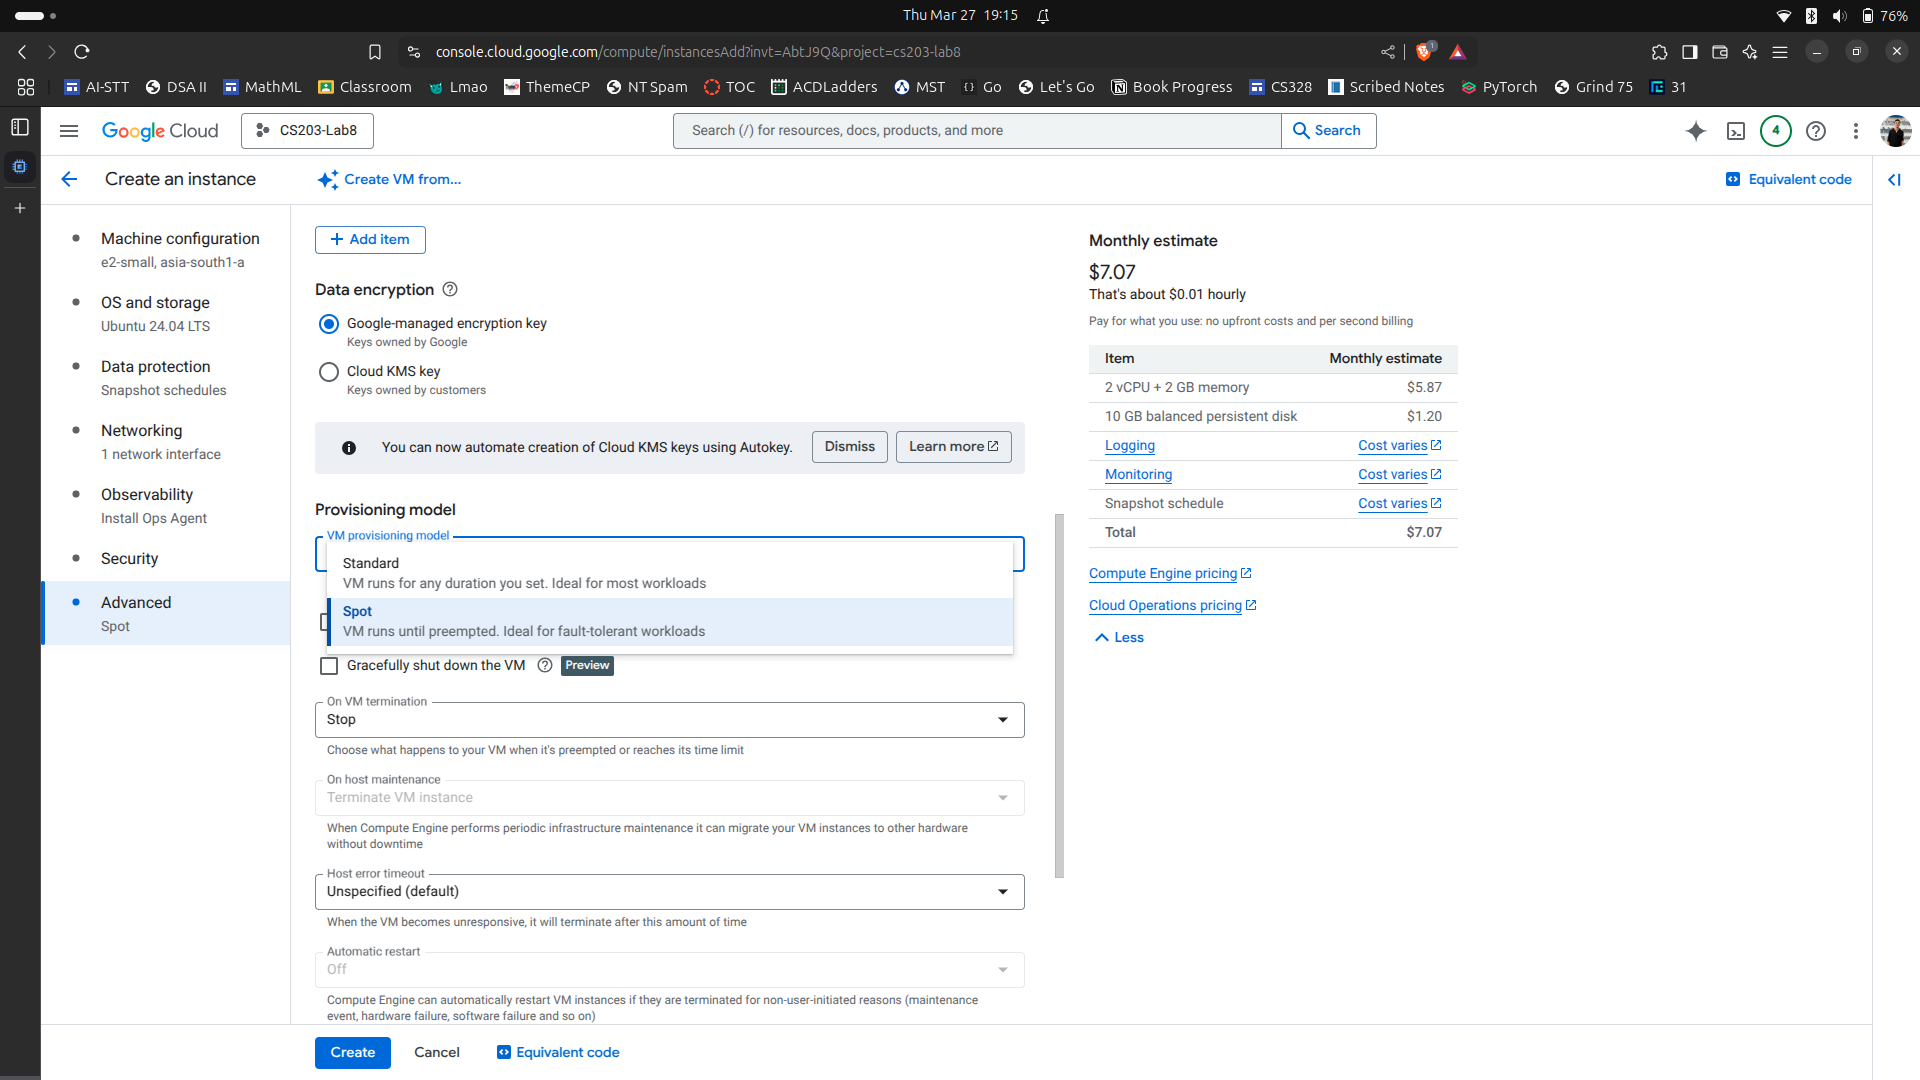 Thu Mar 27 19:15
76%
console.cloud.google.com/compute/instancesAdd?invt=AbtJ9Q&project=cs203-lab8
1
AI-STT DSA II MathML Classroom Lmao ThemeCP NT Spam TOC ACDLadders MST Go Let's Go Book Progress CS328 Scribed Notes PyTorch Grind 75 31
Google Cloud
CS203-Lab8
Search (/) for resources, docs, products, and more
Search
4
Create an instance
Create VM from...
Equivalent code
Machine configuration
e2-small, asia-south1-a
OS and storage
Ubuntu 24.04 LTS
Data protection
Snapshot schedules
Networking
1 network interface
Observability
Install Ops Agent
Security
Advanced
Spot
Add item
Data encryption
Google-managed encryption key
Keys owned by Google
Cloud KMS key
Keys owned by customers
You can now automate creation of Cloud KMS keys using Autokey.
Dismiss
Learn more
Provisioning model
VM provisioning model
Standard
VM runs for any duration you set. Ideal for most workloads
Spot
VM runs until preempted. Ideal for fault-tolerant workloads
Gracefully shut down the VM
Preview
On VM termination
Stop
Choose what happens to your VM when it's preempted or reaches its time limit
On host maintenance
Terminate VM instance
When Compute Engine performs periodic infrastructure maintenance it can migrate your VM instances to other hardware
without downtime
Host error timeout
Unspecified (default)
When the VM becomes unresponsive, it will terminate after this amount of time
Automatic restart
Off
Compute Engine can automatically restart VM instances if they are terminated for non-user-initiated reasons (maintenance
event, hardware failure, software failure and so on)
Create
Cancel
Equivalent code
Monthly estimate
$7.07
That's about $0.01 hourly
Pay for what you use: no upfront costs and per second billing
Item Monthly estimate
2 vCPU + 2 GB memory $5.87
10 GB balanced persistent disk $1.20
Logging Cost varies
Monitoring Cost varies
Snapshot schedule Cost varies
Total $7.07
Compute Engine pricing
Cloud Operations pricing
Less